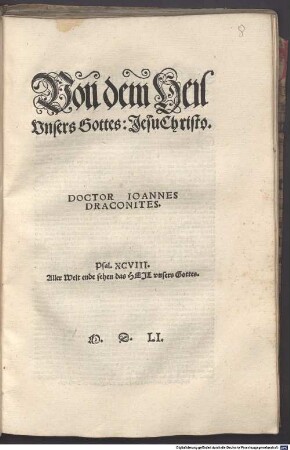 8
Von dem Heil
Vnsers Gottes: Jesu Christo.
DOCTOR IOANNES
DRACONITES.
Psal. XCVIII.
Aller Welt ende sehen das HEIL vnsers Gottes.
M. D. LI.